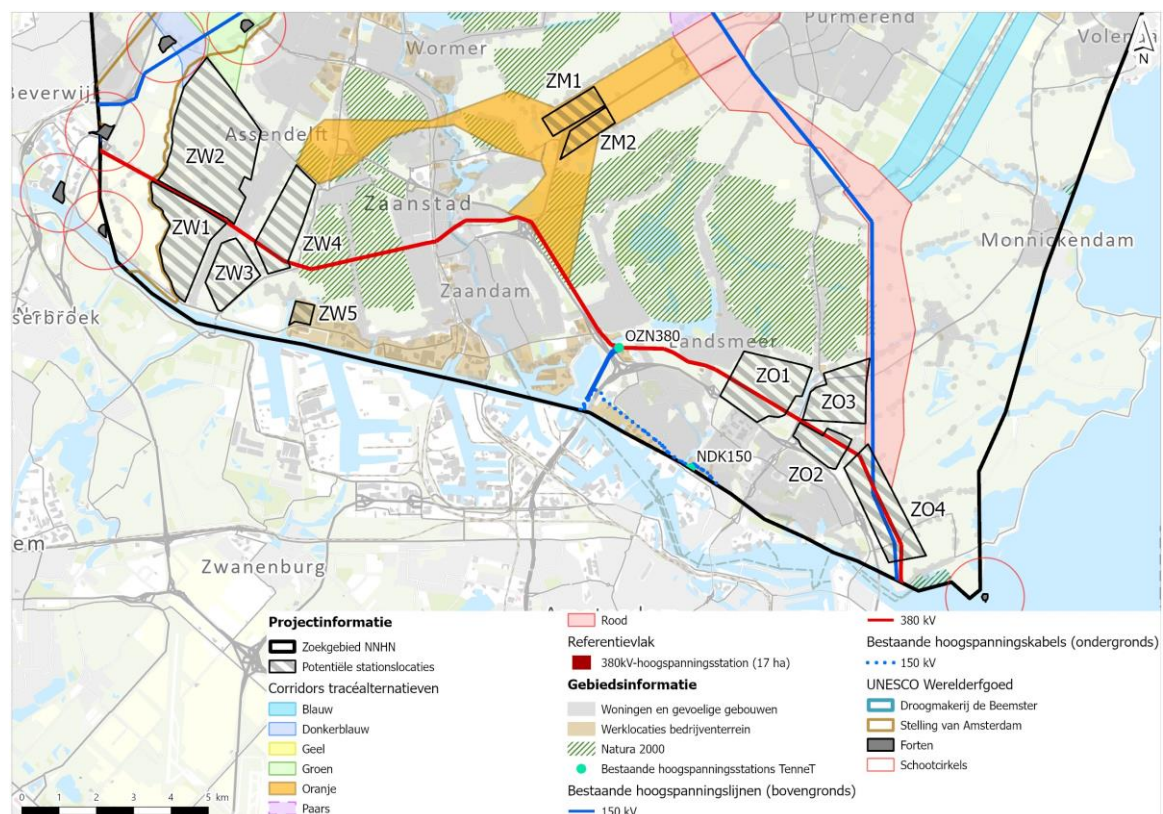 Purmerend
Volendam
Wormer
N
Beverwij
ZM1
ZM2
Assendelft
ZW2
Zaanstad
ZW1
ZW4
Monnickendam
ZW3
Zaandam
ZW5
serbroek
OZN380
Landsmeer
ZO1
ZO3
NDK150
ZO2
ZO4
em
Zwanenburg
Projectinformatie
Zoekgebied NNHN
Potentiële stationslocaties
Corridors tracéalternatieven
Blauw
Donkerblauw
Geel
Groen
Oranje
Paars
Rood
Referentievlak
380kV-hoogspanningsstation (17 ha)
Gebiedsinformatie
Woningen en gevoelige gebouwen
Werklocaties bedrijventerrein
Natura 2000
Bestaande hoogspanningsstations TenneT
Bestaande hoogspanningslijnen (bovengronds)
150 kV
380 kV
Bestaande hoogspanningskabels (ondergronds)
150 kV
UNESCO Werelderfgoed
Droogmakerij de Beemster
Stelling van Amsterdam
Forten
Schootcirkels
0 1 2 3 4 5 km